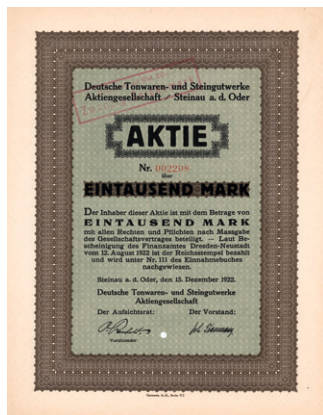 Deutsche Tonwaren- und Steingutwerke
Aktiengesellschaft Steinau a. d. Oder
AKTIE
Nr. 002208
über
EINTAUSEND MARK
Der Inhaber dieser Aktie ist mit dem Betrage von
EINTAUSEND MARK
mit allen Rechten und Pflichten nach Massgabe
des Gesellschaftsvertrages beteiligt. — Laut Be-
scheinigung des Finanzamtes Dresden-Neustadt
vom 12. August 1922 ist der Reichsstempel bezahlt
und wird unter Nr. 111 des Einnahmebuches
nachgewiesen.
Steinau a. d. Oder, den 15. Dezember 1922.
Deutsche Tonwaren- und Steingutwerke
Aktiengesellschaft
Der Aufsichtsrat: Der Vorstand:
Vorsitzender